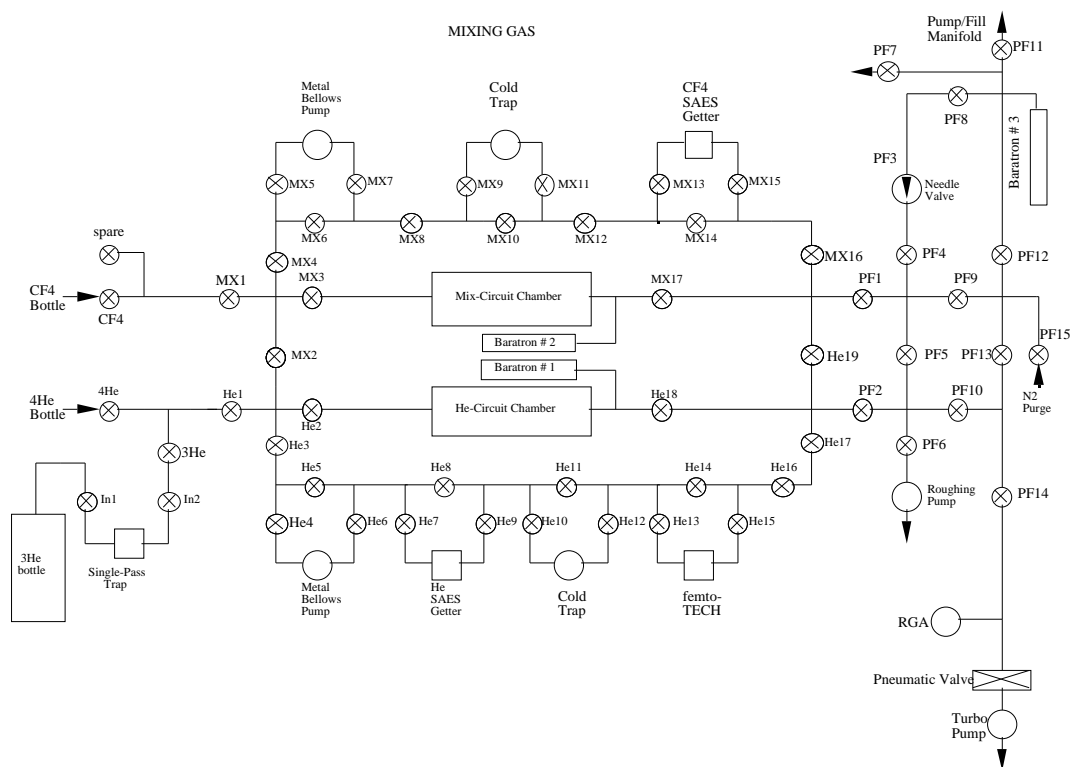 Pump/Fill
Manifold
PF11
MIXING GAS
PF7
Metal
Bellows
Pump
Cold
Trap
CF4
SAES
Getter
PF8
Baratron # 3
PF3
Needle
Valve
MX5
MX7
MX9
MX11
MX13
MX15
MX6
MX8
MX10
MX12
MX14
spare
MX4
MX16
PF4
PF12
CF4
Bottle
CF4
MX1
MX3
Mix-Circuit Chamber
MX17
PF1
PF9
Baratron # 2
MX2
He19
PF5
PF13
PF15
Baratron # 1
N2
Purge
4He
Bottle
4He
He1
He2
He-Circuit Chamber
He18
PF2
PF10
3He
He3
He17
PF6
He5
He8
He11
He14
He16
In1
In2
He4
He6
He7
He9
He10
He12
He13
He15
Roughing
Pump
PF14
3He
bottle
Single-Pass
Trap
Metal
Bellows
Pump
He
SAES
Getter
Cold
Trap
femto-
TECH
RGA
Pneumatic Valve
Turbo
Pump